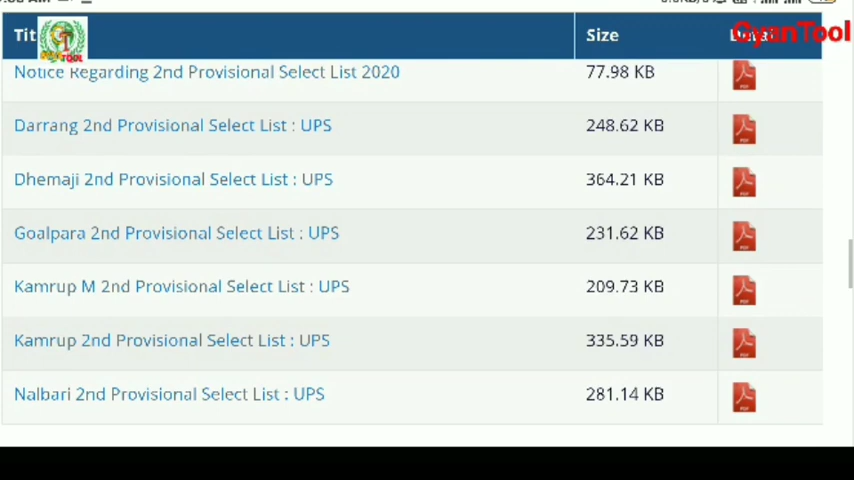 Tit Size
GyanTool
Notice Regarding 2nd Provisional Select List 2020 77.98 KB
Darrang 2nd Provisional Select List : UPS 248.62 KB
Dhemaji 2nd Provisional Select List : UPS 364.21 KB
Goalpara 2nd Provisional Select List : UPS 231.62 KB
Kamrup M 2nd Provisional Select List : UPS 209.73 KB
Kamrup 2nd Provisional Select List : UPS 335.59 KB
Nalbari 2nd Provisional Select List : UPS 281.14 KB